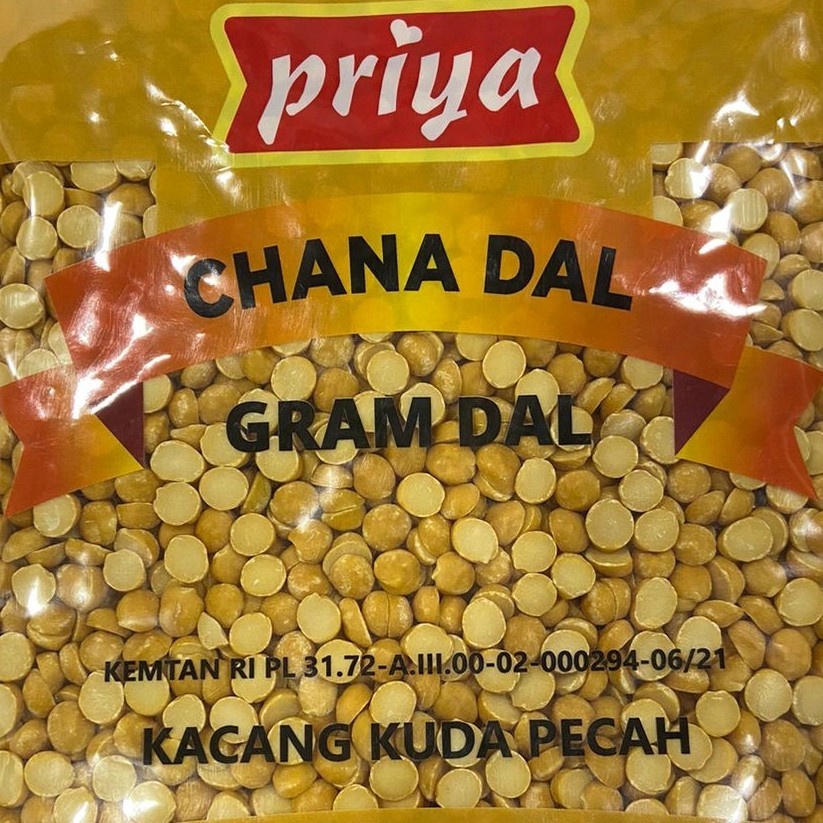 priya
CHANA DAL
GRAM DAL
KEMTAN RI PL 31.72-A.III.00-02-000294-06/21
KACANG KUDA PECAH